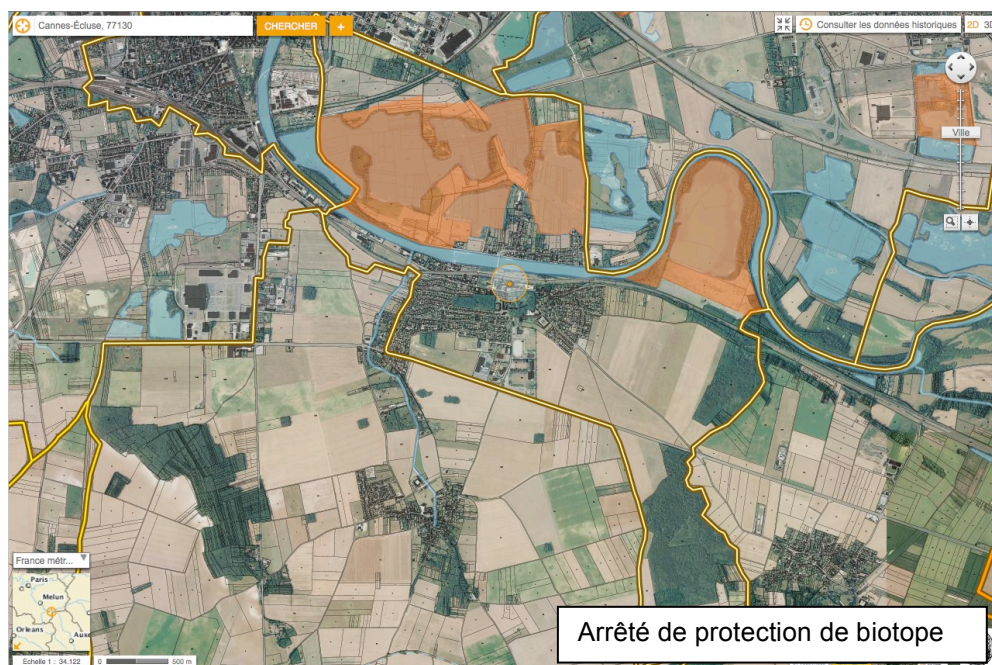 Cannes-Écluse, 77130
CHERCHER
+
Consulter les données historiques
2D 3D
Ville
France métr...
Paris
Melun
Orleans
Echelle 1 : 34.122
0
500 m
Arrêté de protection de biotope